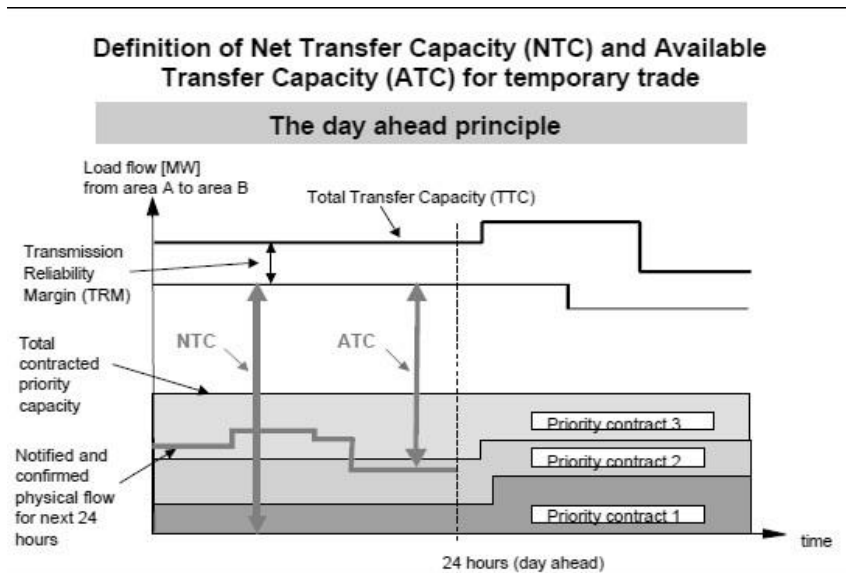 Definition of Net Transfer Capacity (NTC) and Available
Transfer Capacity (ATC) for temporary trade
The day ahead principle
Load flow [MW]
from area A to area B
Total Transfer Capacity (TTC)
Transmission
Reliability
Margin (TRM)
NTC
ATC
Total
contracted
priority
capacity
Priority contract 3
Notified and
confirmed
physical flow
for next 24
hours
Priority contract 2
Priority contract 1
time
24 hours (day ahead)